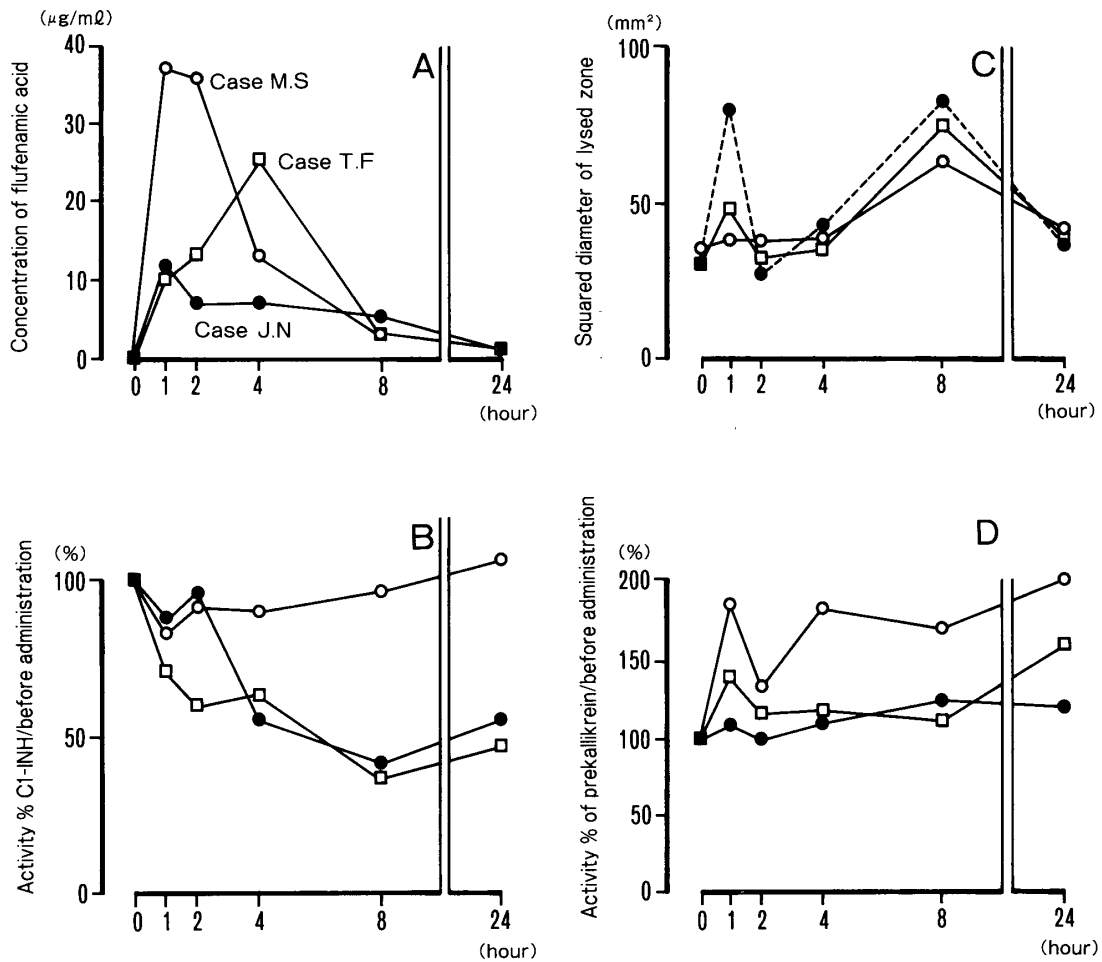 (μg/mℓ)
Concentration of flufenamic acid
40
30
20
10
0
A
Case M.S
Case T.F
Case J.N
0 1 2 4 8 24
(hour)
(mm²)
Squared diameter of lysed zone
100
50
0
C
0 1 2 4 8 24
(hour)
(%)
Activity % C1-INH/before administration
100
50
0
B
0 1 2 4 8 24
(hour)
(%)
Activity % of prekallikrein/before administration
200
150
100
50
0
D
0 1 2 4 8 24
(hour)